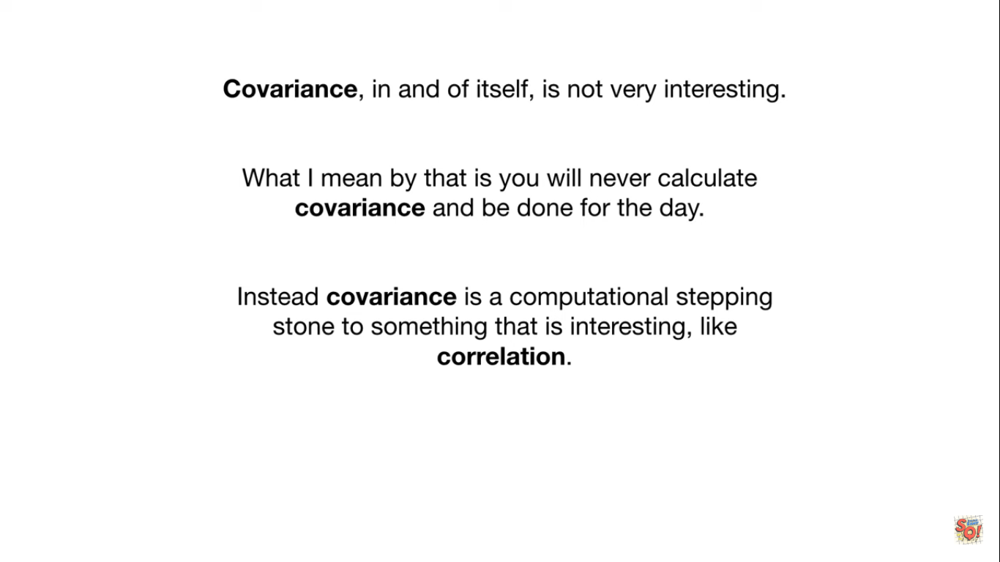 Covariance, in and of itself, is not very interesting.
What I mean by that is you will never calculate
covariance and be done for the day.
Instead covariance is a computational stepping
stone to something that is interesting, like
correlation.
SQ!